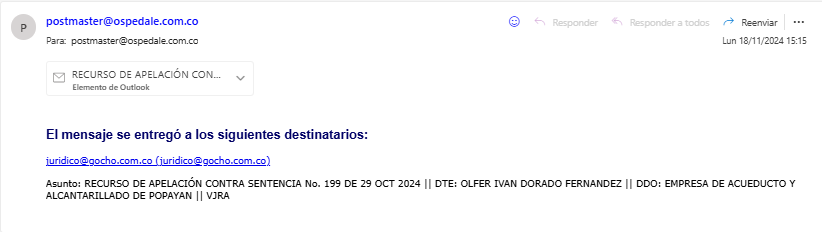 postmaster@ospedale.com.co
Responder
Responder a todos
Reenviar
P
Para: postmaster@ospedale.com.co
Lun 18/11/2024 15:15
RECURSO DE APELACIÓN CON...
Elemento de Outlook
El mensaje se entregó a los siguientes destinatarios:
juridico@gocho.com.co (juridico@gocho.com.co)
Asunto: RECURSO DE APELACIÓN CONTRA SENTENCIA No. 199 DE 29 OCT 2024 || DTE: OLFER IVAN DORADO FERNANDEZ || DDO: EMPRESA DE ACUEDUCTO Y
ALCANTARILLADO DE POPAYAN || VJRA